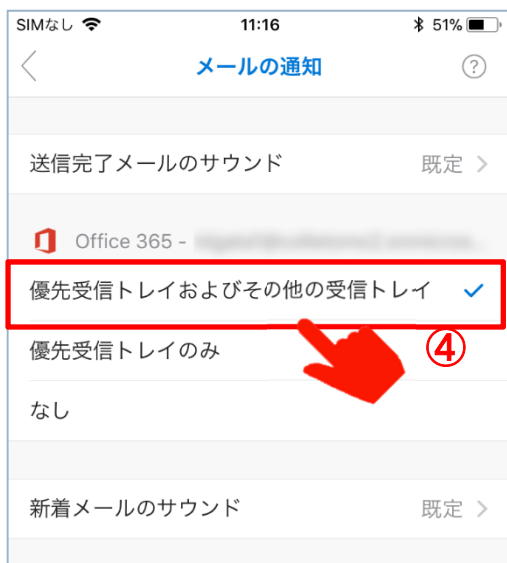 SIMなし 11:16 51%
メールの通知 ?
送信完了メールのサウンド 既定
Office 365 -
優先受信トレイおよびその他の受信トレイ
④
優先受信トレイのみ
なし
新着メールのサウンド 既定